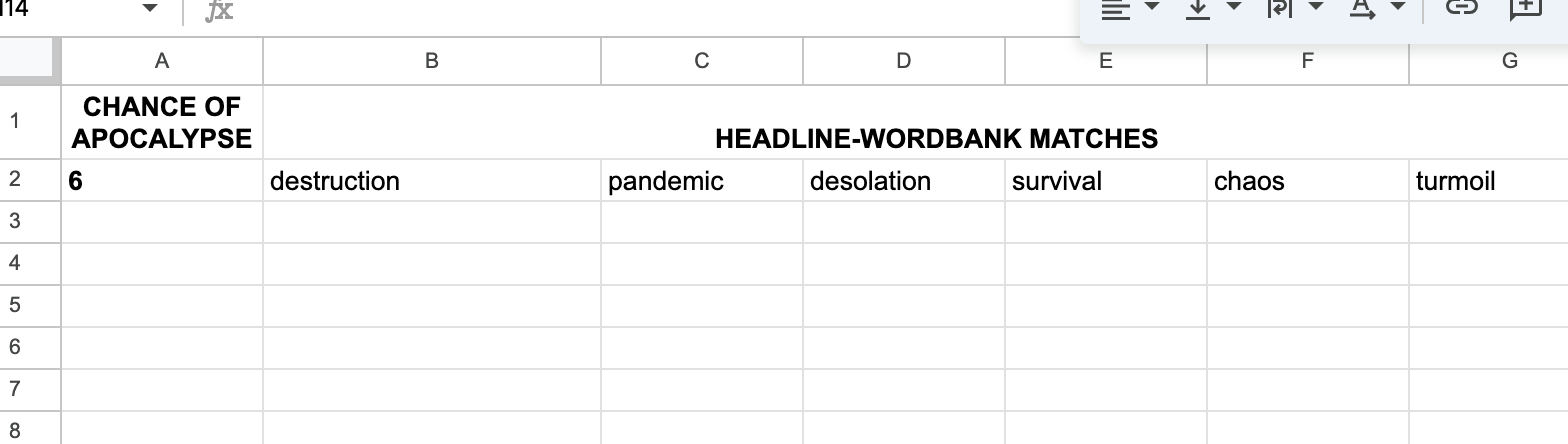 fx
A B C D E F G
1 CHANCE OF
APOCALYPSE HEADLINE-WORDBANK MATCHES
2 6 destruction pandemic desolation survival chaos turmoil
3
4
5
6
7
8